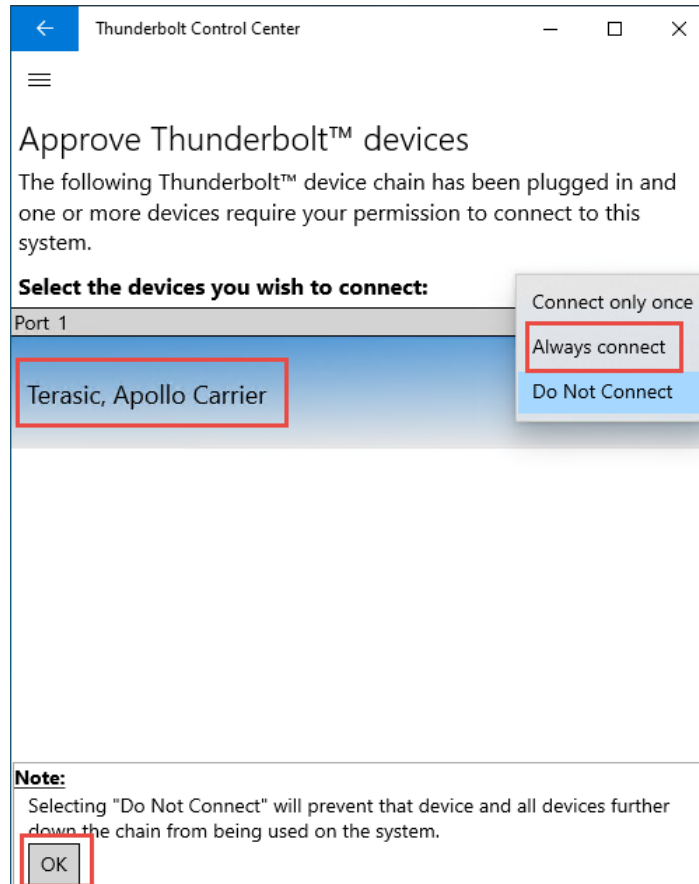 Thunderbolt Control Center
Approve Thunderbolt™ devices
The following Thunderbolt™ device chain has been plugged in and
one or more devices require your permission to connect to this
system.
Select the devices you wish to connect:
Connect only once
Port 1
Always connect
Terasic, Apollo Carrier
Do Not Connect
Note:
Selecting "Do Not Connect" will prevent that device and all devices further
down the chain from being used on the system.
OK